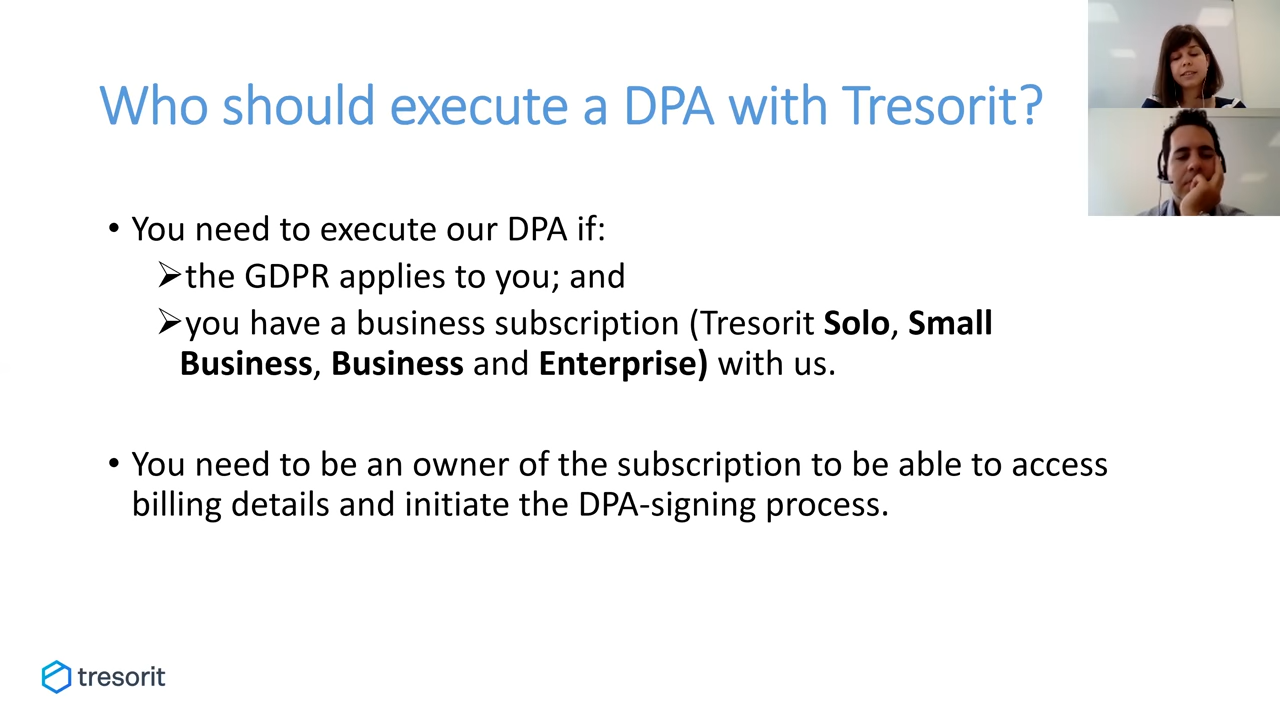 Who should execute a DPA with Tresorit?
• You need to execute our DPA if:
➢the GDPR applies to you; and
➢you have a business subscription (Tresorit Solo, Small
Business, Business and Enterprise) with us.
• You need to be an owner of the subscription to be able to access
billing details and initiate the DPA-signing process.
tresorit